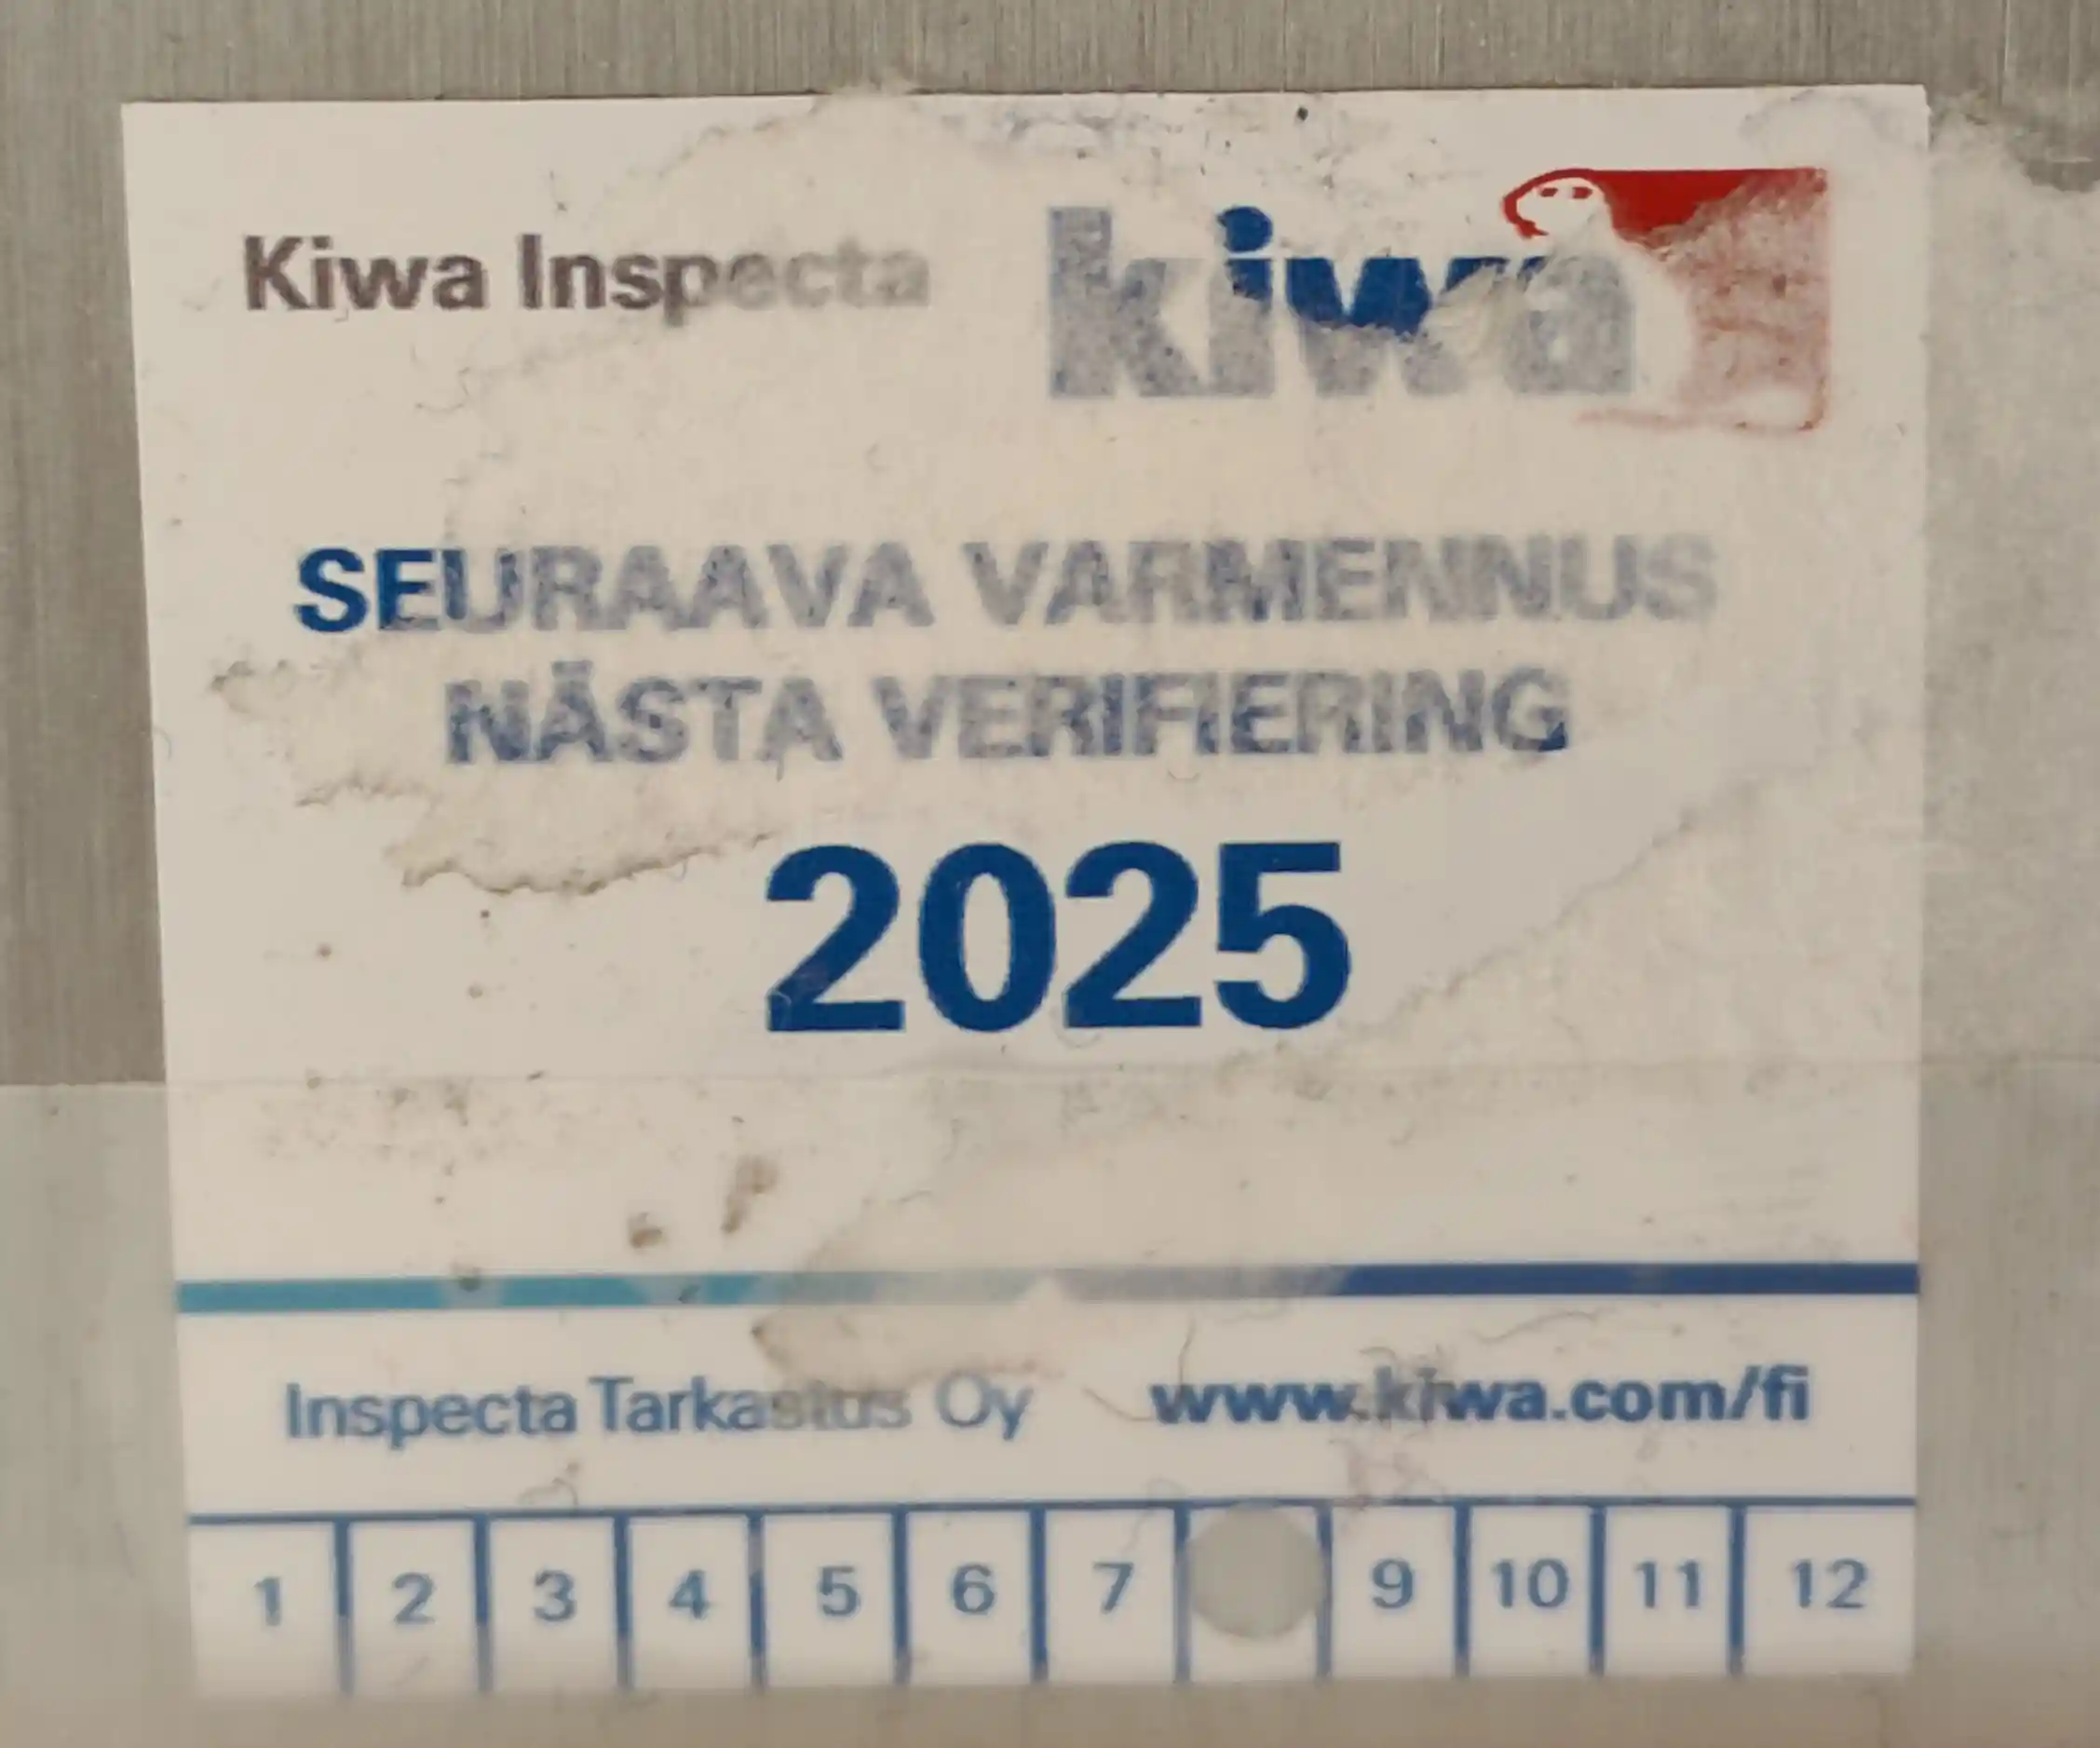 Kiwa Inspecta kiwa
SEURAAVA VARMENNUS
NÄSTA VERIFIERING
2025
Inspecta Tarkastus Oy www.kiwa.com/fi
1 2 3 4 5 6 7 9 10 11 12